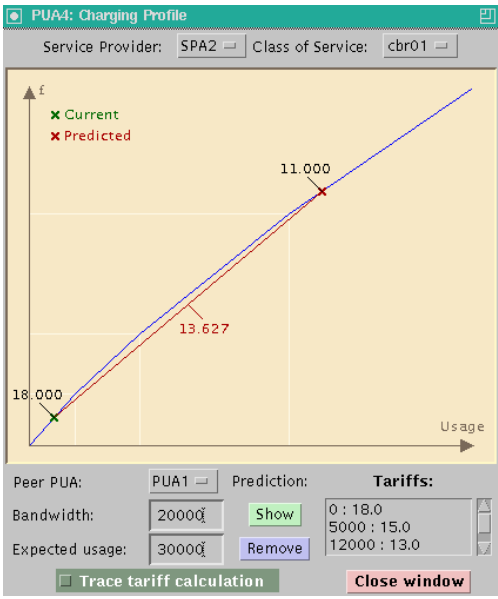 PUA4: Charging Profile
Service Provider: SPA2 Class of Service: cbr01
f
Current
Predicted
11.000
13.627
18.000
Usage
Peer PUA: PUA1 Prediction: Tariffs:
Bandwidth: 20000 Show 0 : 18.0
5000 : 15.0
Expected usage: 30000 Remove 12000 : 13.0
Trace tariff calculation Close window